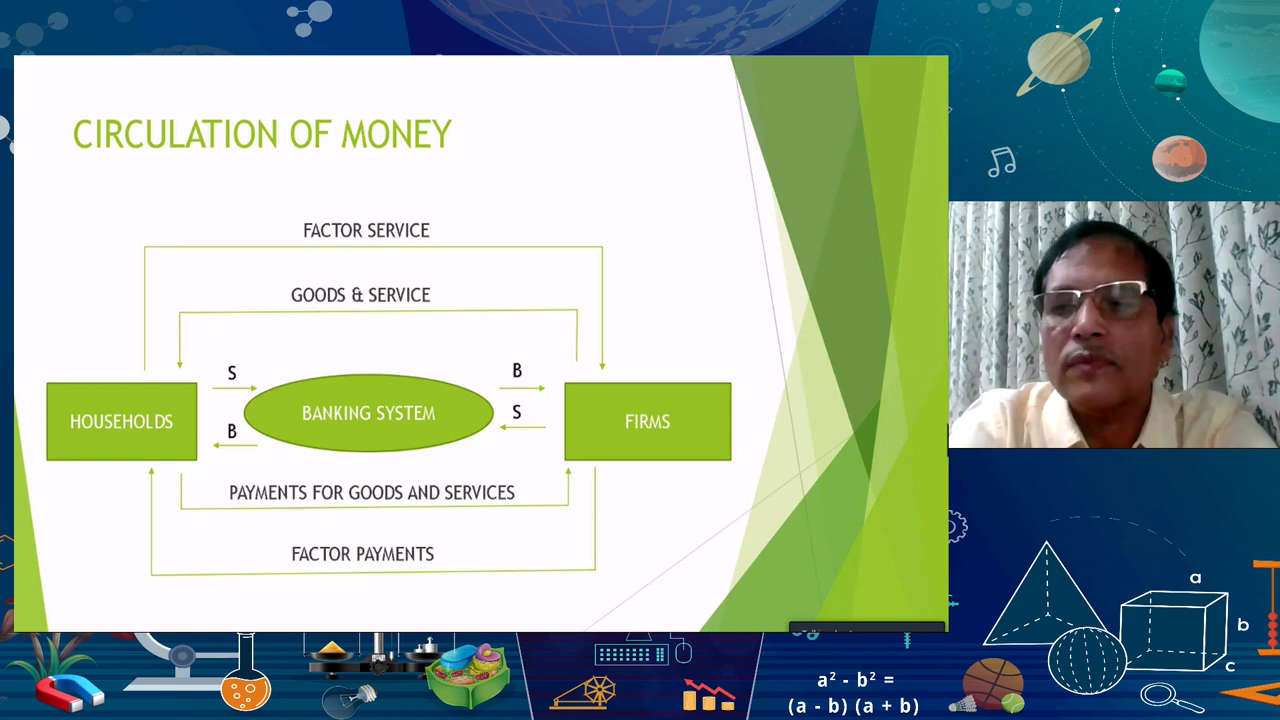 CIRCULATION OF MONEY
FACTOR SERVICE
GOODS & SERVICE
S
B
HOUSEHOLDS
BANKING SYSTEM
FIRMS
B
S
PAYMENTS FOR GOODS AND SERVICES
FACTOR PAYMENTS
a
b
c
a² - b² =
(a - b) (a + b)